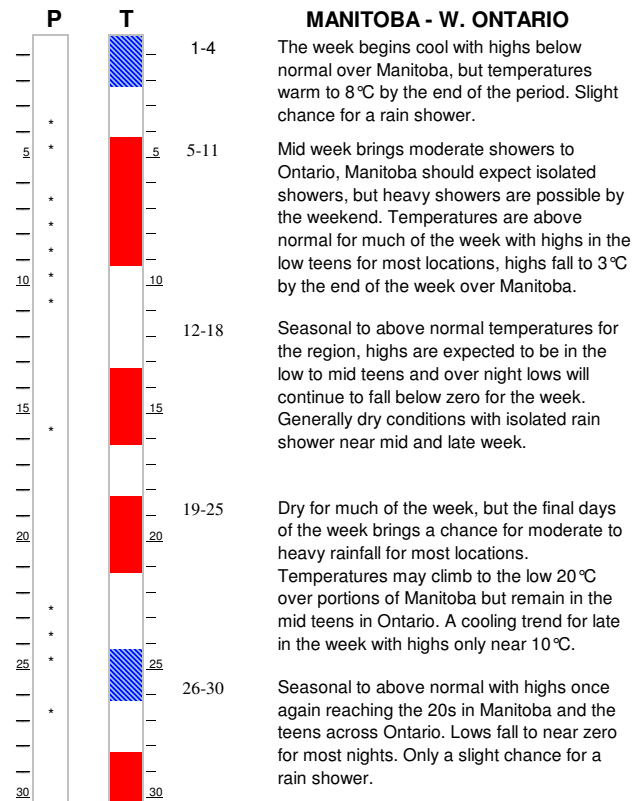 P T MANITOBA - W. ONTARIO
1-4 The week begins cool with highs below
normal over Manitoba, but temperatures
warm to 8°C by the end of the period. Slight
chance for a rain shower.
*
* 5 5 5-11 Mid week brings moderate showers to
Ontario, Manitoba should expect isolated
showers, but heavy showers are possible by
the weekend. Temperatures are above
normal for much of the week with highs in the
low teens for most locations, highs fall to 3°C
by the end of the week over Manitoba.
*
*
*
10 * 10
*
12-18 Seasonal to above normal temperatures for
the region, highs are expected to be in the
low to mid teens and over night lows will
continue to fall below zero for the week.
Generally dry conditions with isolated rain
shower near mid and late week.
15 15
*
19-25 Dry for much of the week, but the final days
of the week brings a chance for moderate to
heavy rainfall for most locations.
Temperatures may climb to the low 20°C
over portions of Manitoba but remain in the
mid teens in Ontario. A cooling trend for late
in the week with highs only near 10°C.
20 20
*
*
25 * 25
26-30 Seasonal to above normal with highs once
again reaching the 20s in Manitoba and the
teens across Ontario. Lows fall to near zero
for most nights. Only a slight chance for a
rain shower.
*
30 30